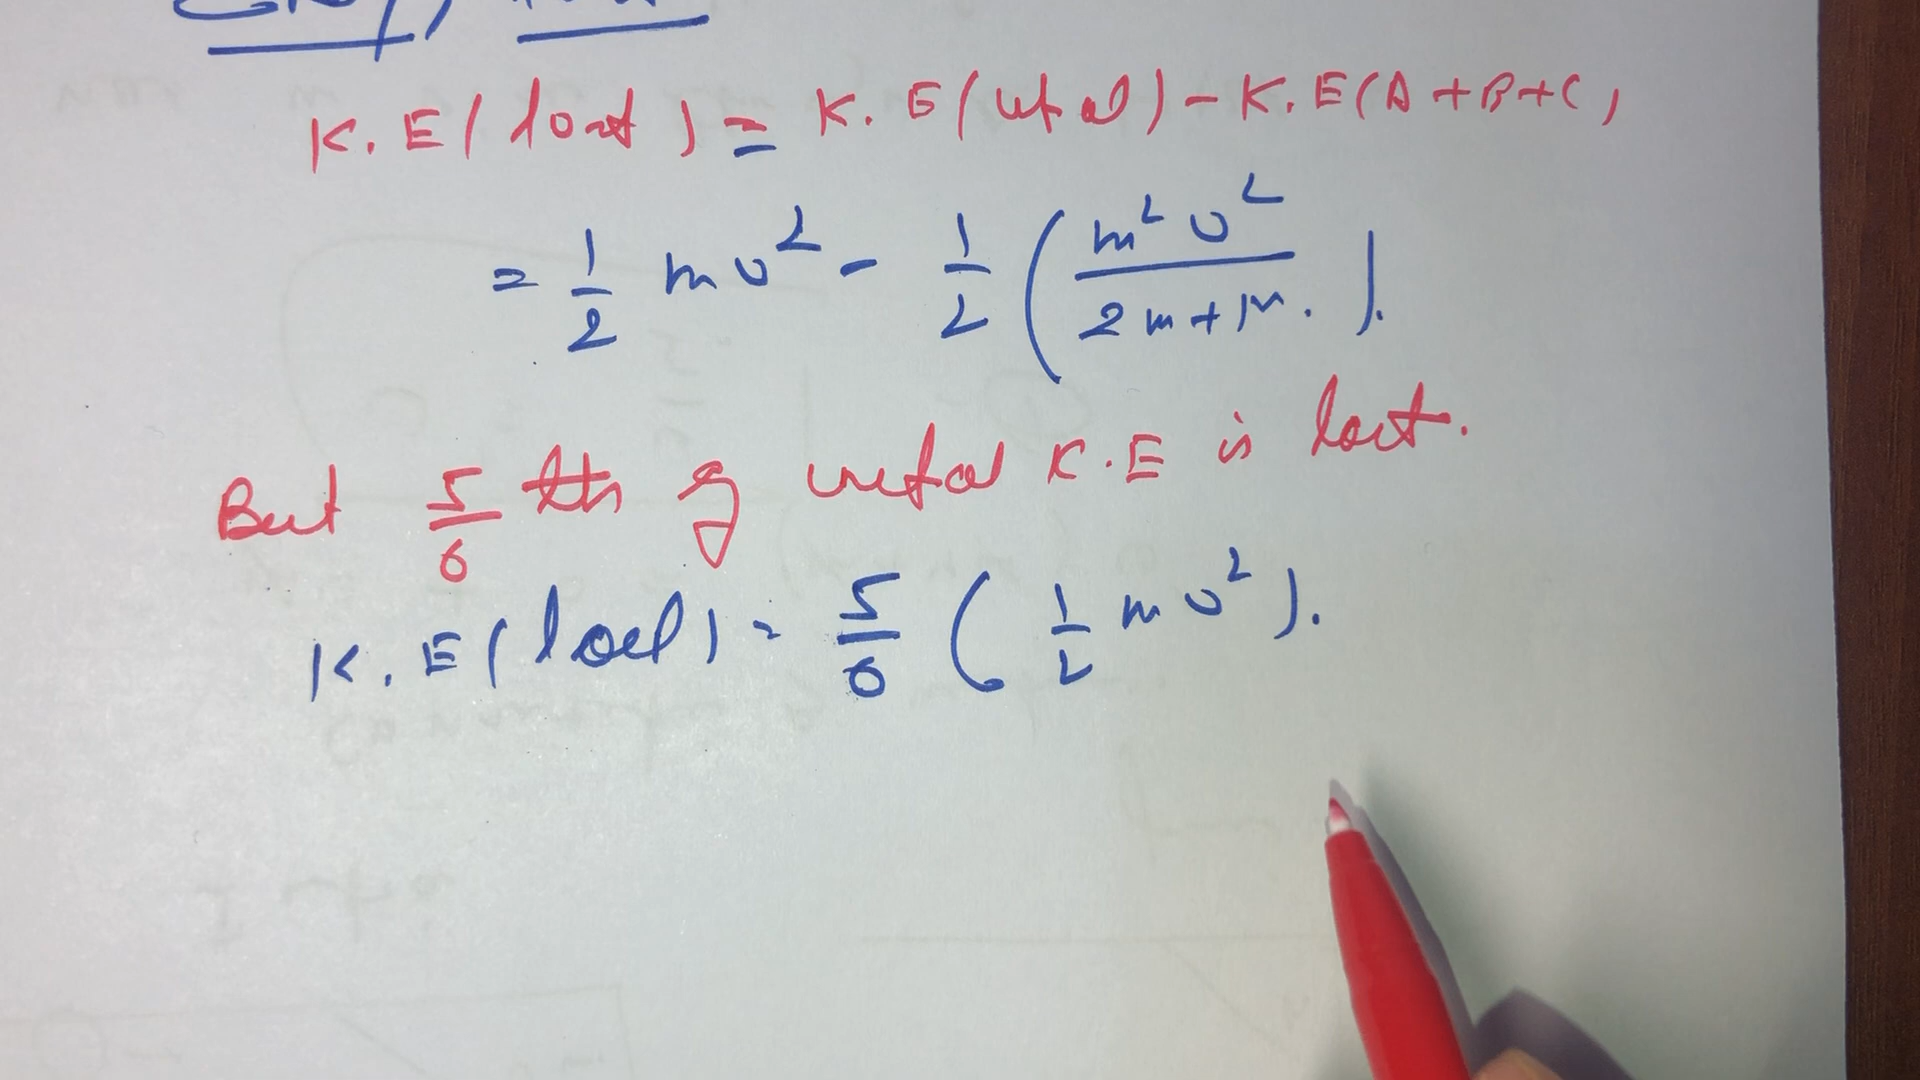 K.E(lost) = K.E(initial) - K.E(A+B+C)
= 1/2 mv² - 1/2 (m²v² / 2m+M).
But 5/6 th of initial K.E is lost.
K.E(lost) = 5/6 (1/2 mv²).